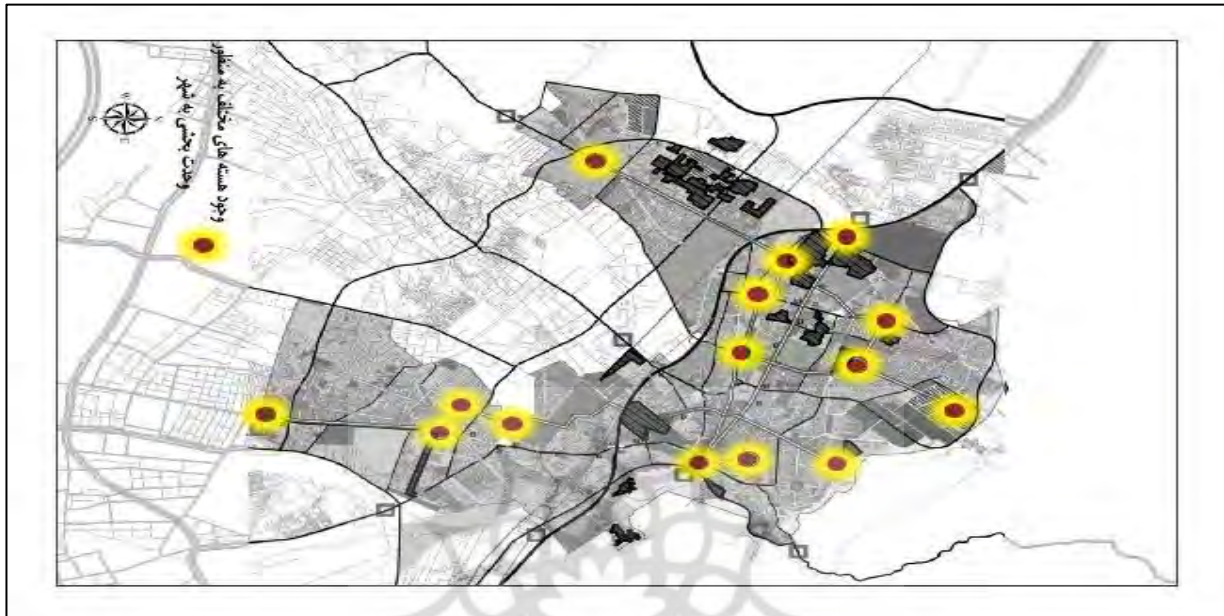 وجود هسته های مختلف به منظور
وحدت بخشی به شهر